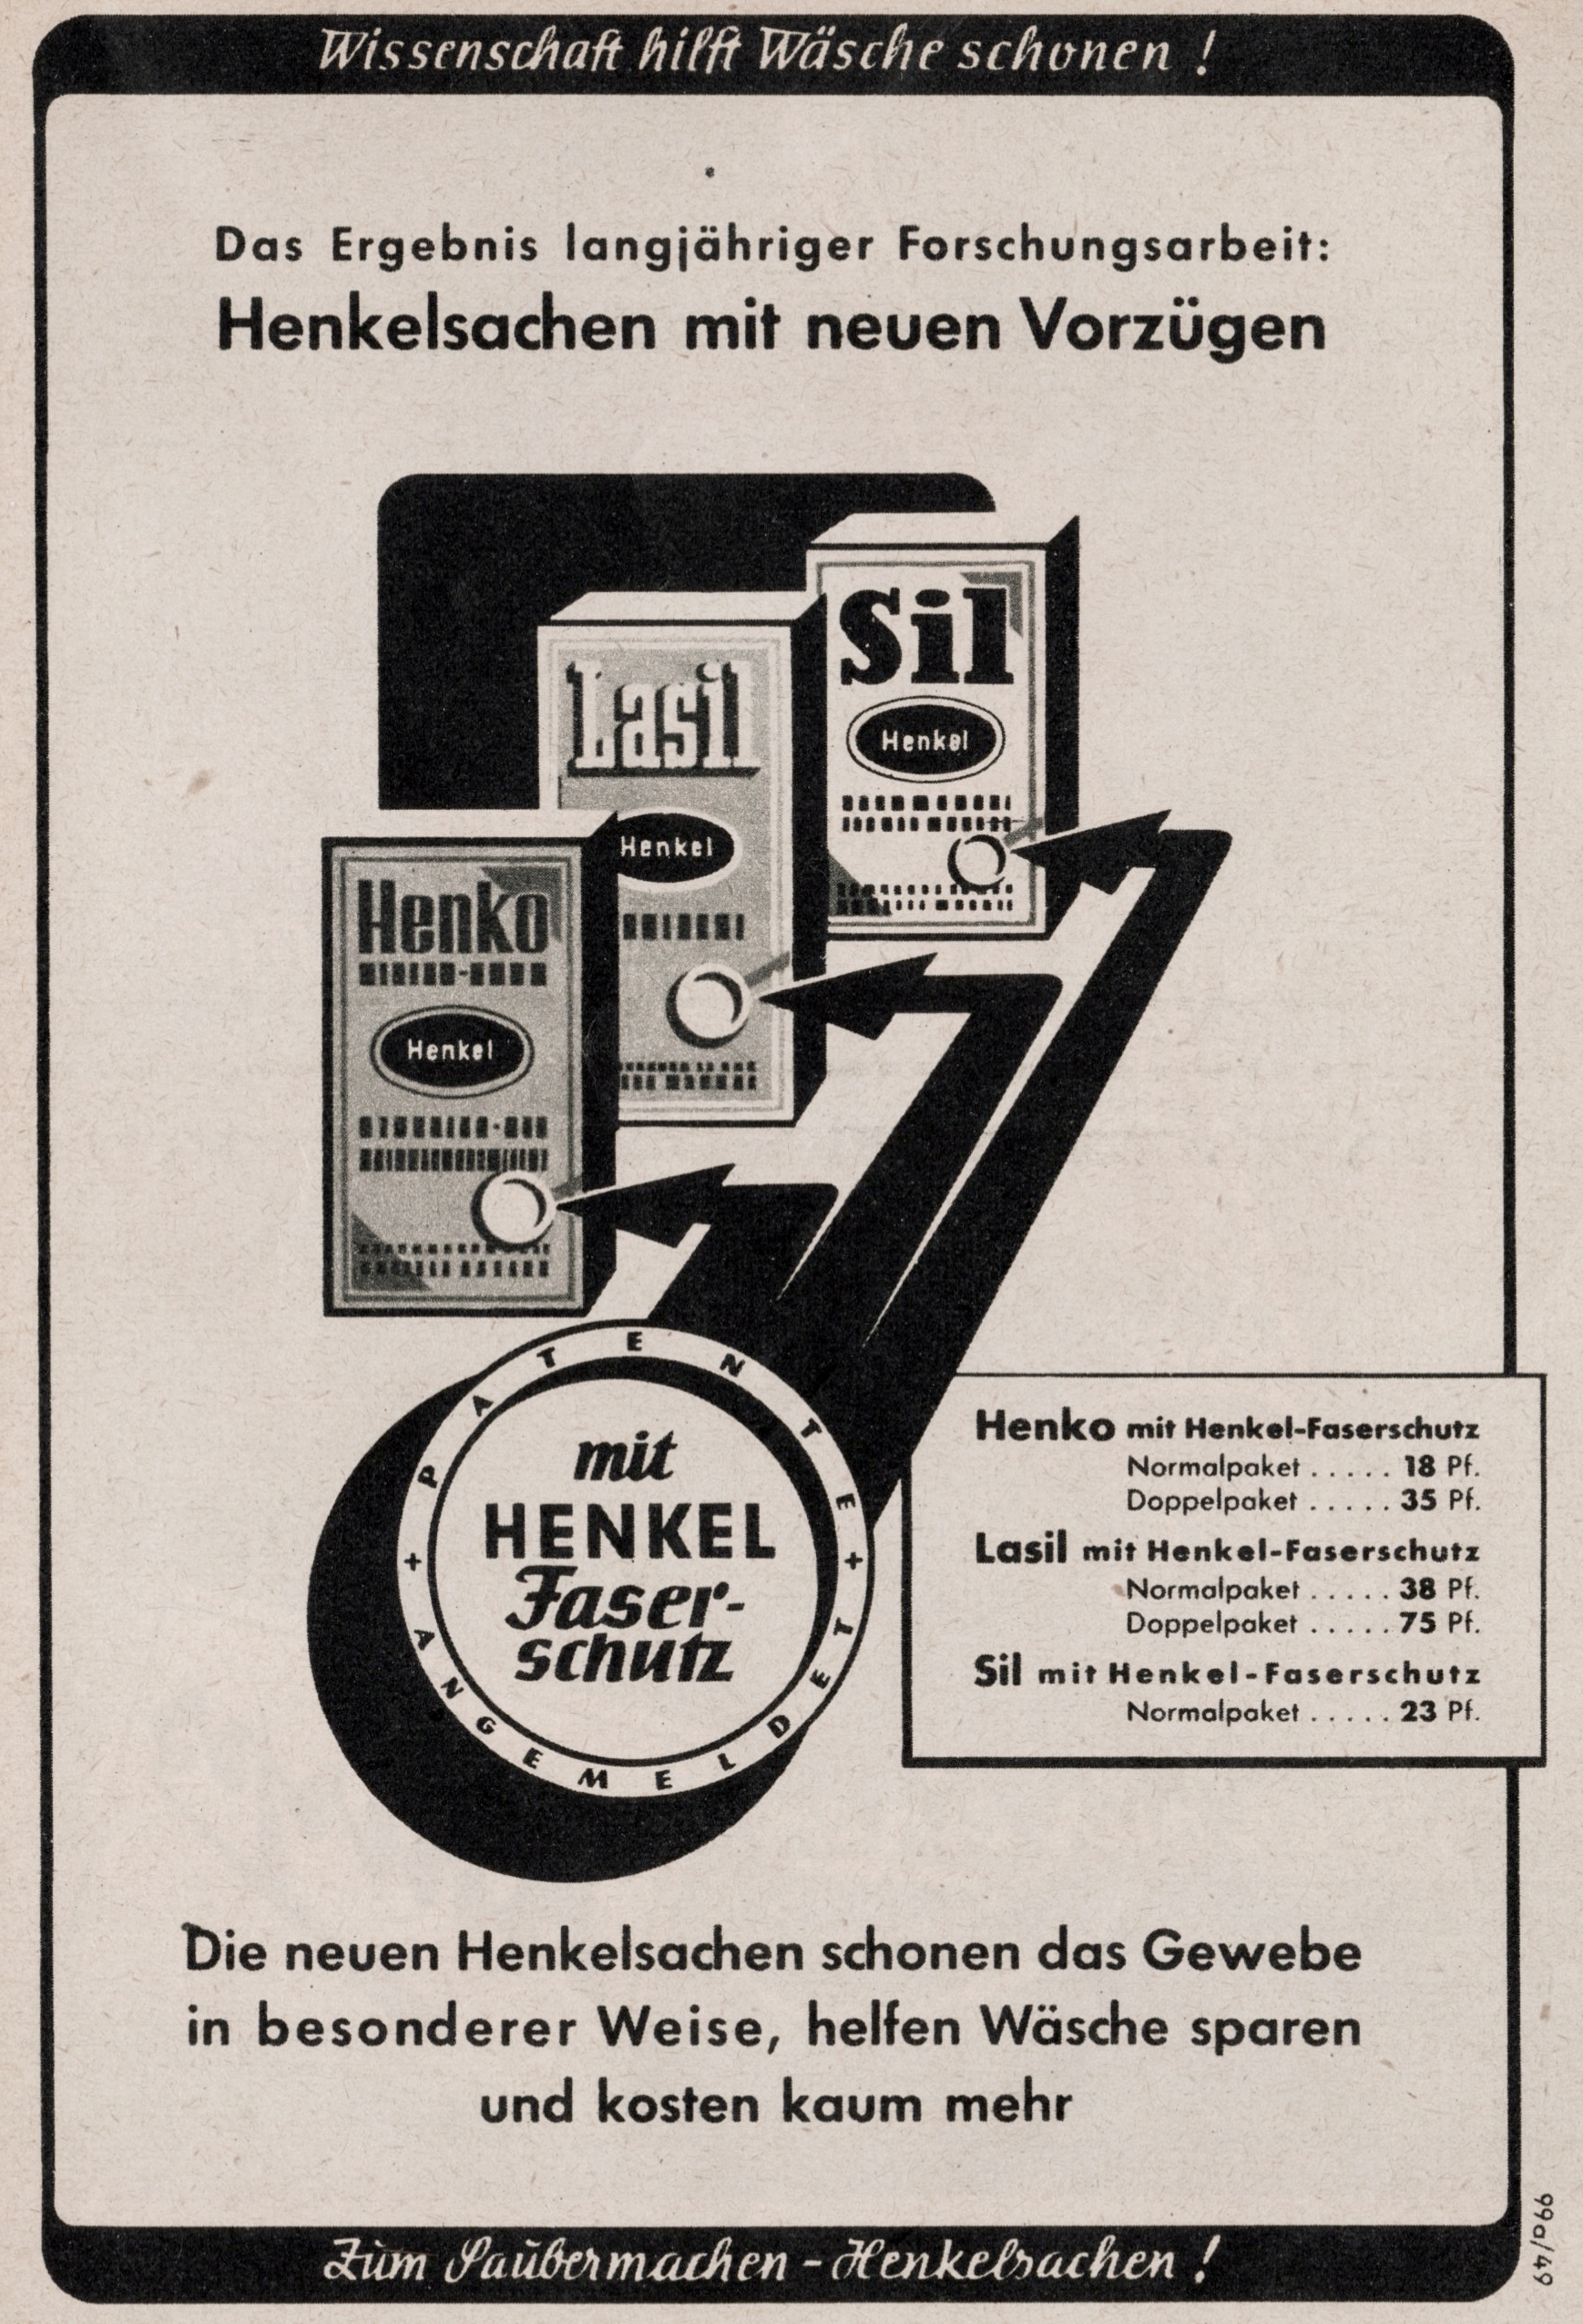 Wissenschaft hilft Wäsche schonen !
Das Ergebnis langjähriger Forschungsarbeit:
Henkelsachen mit neuen Vorzügen
Sil
Henkel
Lasil
Henkel
Henko
Henkel
PATENTE
mit
HENKEL
Faser-
schutz
+ ANGEMELDET +
Henko mit Henkel-Faserschutz
Normalpaket ..... 18 Pf.
Doppelpaket ..... 35 Pf.
Lasil mit Henkel-Faserschutz
Normalpaket ..... 38 Pf.
Doppelpaket ..... 75 Pf.
Sil mit Henkel-Faserschutz
Normalpaket ..... 23 Pf.
Die neuen Henkelsachen schonen das Gewebe
in besonderer Weise, helfen Wäsche sparen
und kosten kaum mehr
Zum Saubermachen - Henkelsachen !
99a/49